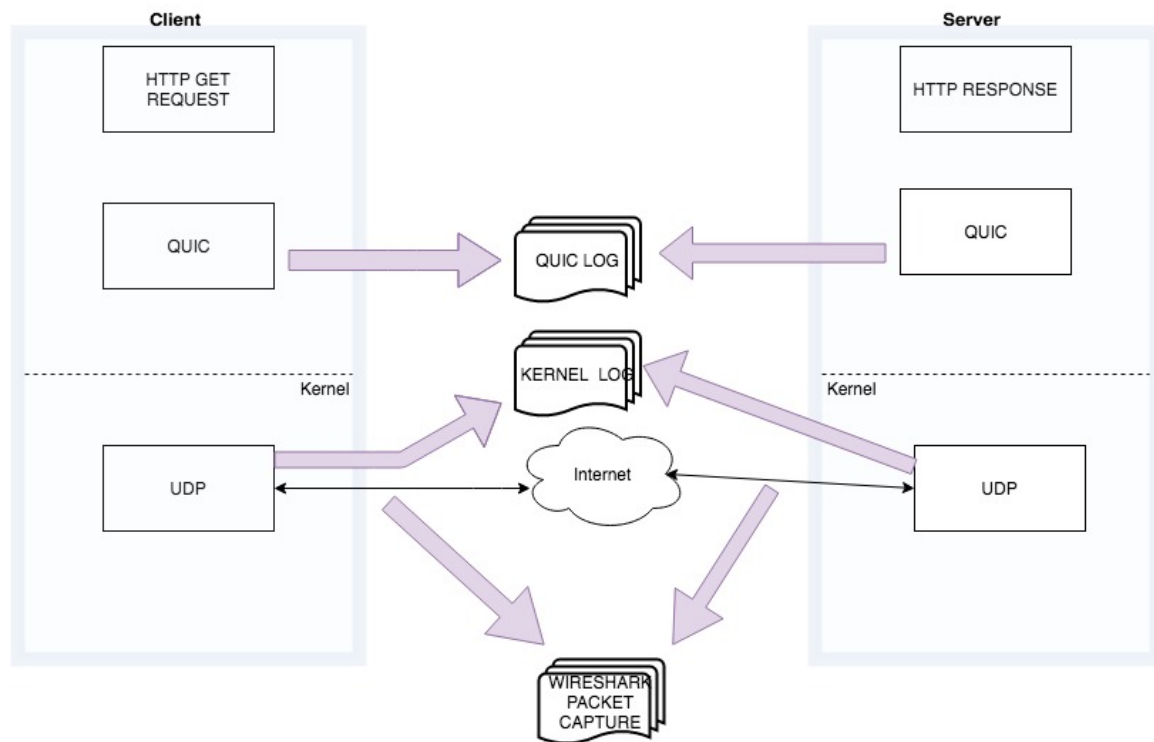 Client
Server
HTTP GET
REQUEST
HTTP RESPONSE
QUIC
QUIC LOG
QUIC
KERNEL LOG
Kernel
Kernel
UDP
Internet
UDP
WIRESHARK
PACKET
CAPTURE